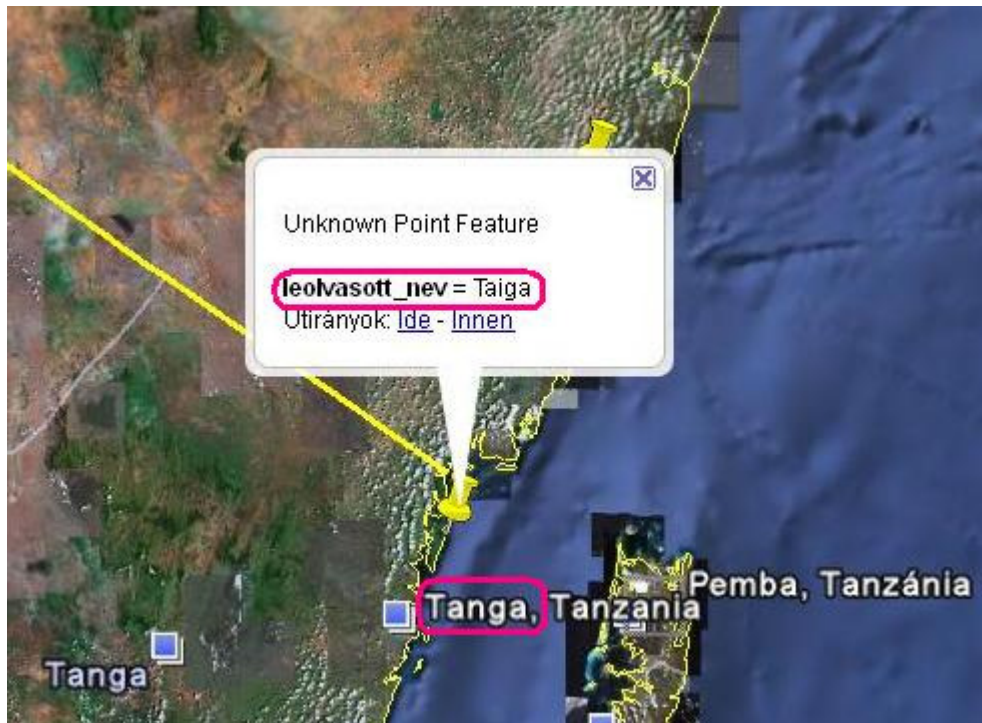 Unknown Point Feature
leolvasott_nev = Taiga
Útirányok: Ide - Innen
Pemba, Tanzánia
Tanga, Tanzania
Tanga